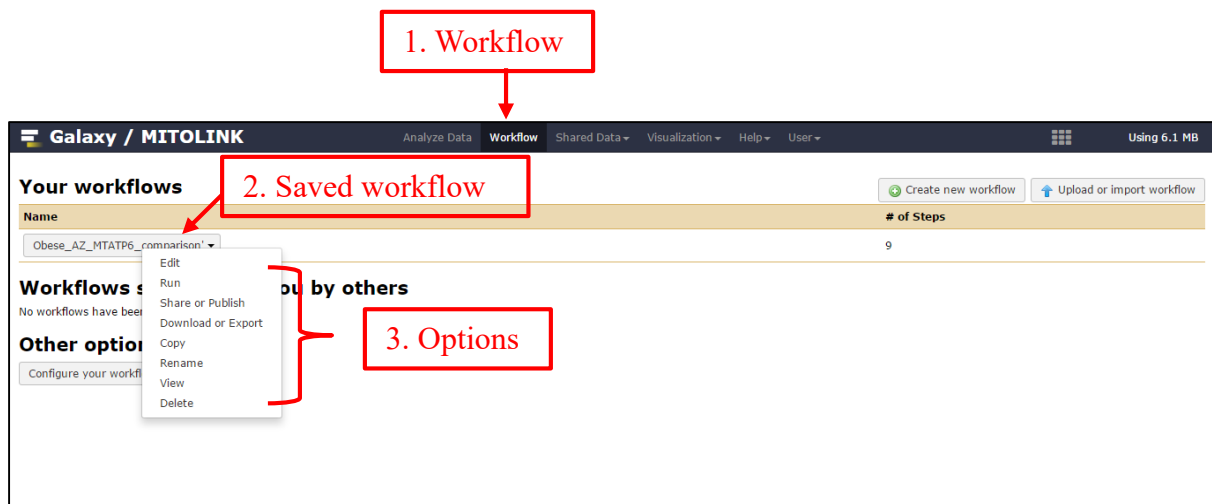 1. Workflow
Galaxy / MITOLINK Analyze Data Workflow Shared Data Visualization Help User Using 6.1 MB
Your workflows 2. Saved workflow Create new workflow Upload or import workflow
Name # of Steps
Obese_AZ_MTATP6_comparison' 9
Edit
Workflows s Run ou by others
Share or Publish
No workflows have been Download or Export
Other option Copy 3. Options
Rename
Configure your workfl View
Delete